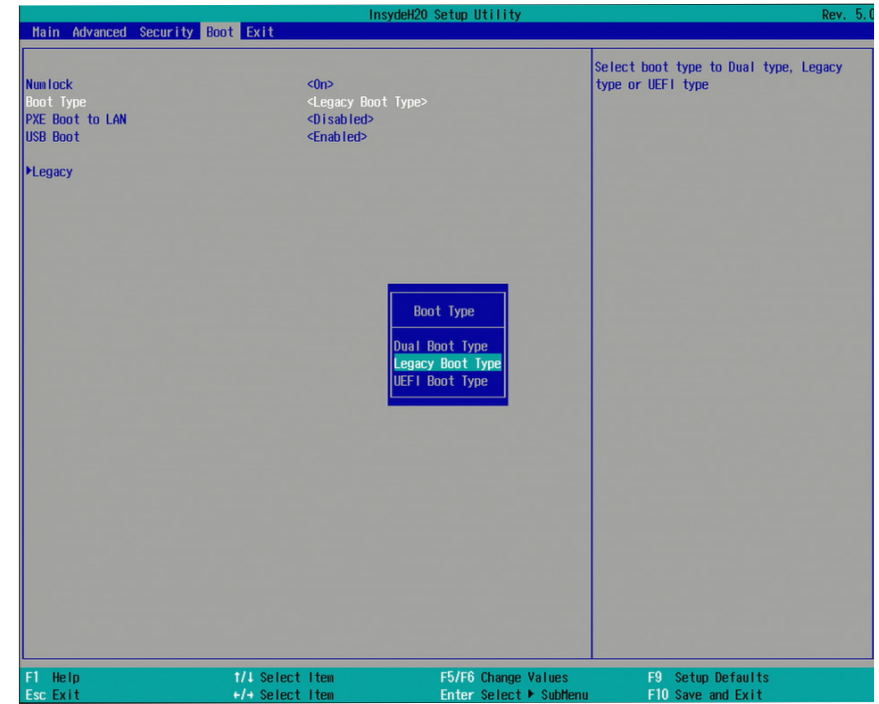 InsydeH20 Setup Utility Rev. 5.0
Main Advanced Security Boot Exit
Numlock <On>
Boot Type <Legacy Boot Type>
PXE Boot to LAN <Disabled>
USB Boot <Enabled>
▶Legacy
Select boot type to Dual type, Legacy
type or UEFI type
Boot Type
Dual Boot Type
Legacy Boot Type
UEFI Boot Type
F1 Help ↑/↓ Select Item F5/F6 Change Values F9 Setup Defaults
Esc Exit ←/→ Select Item Enter Select ▶ SubMenu F10 Save and Exit